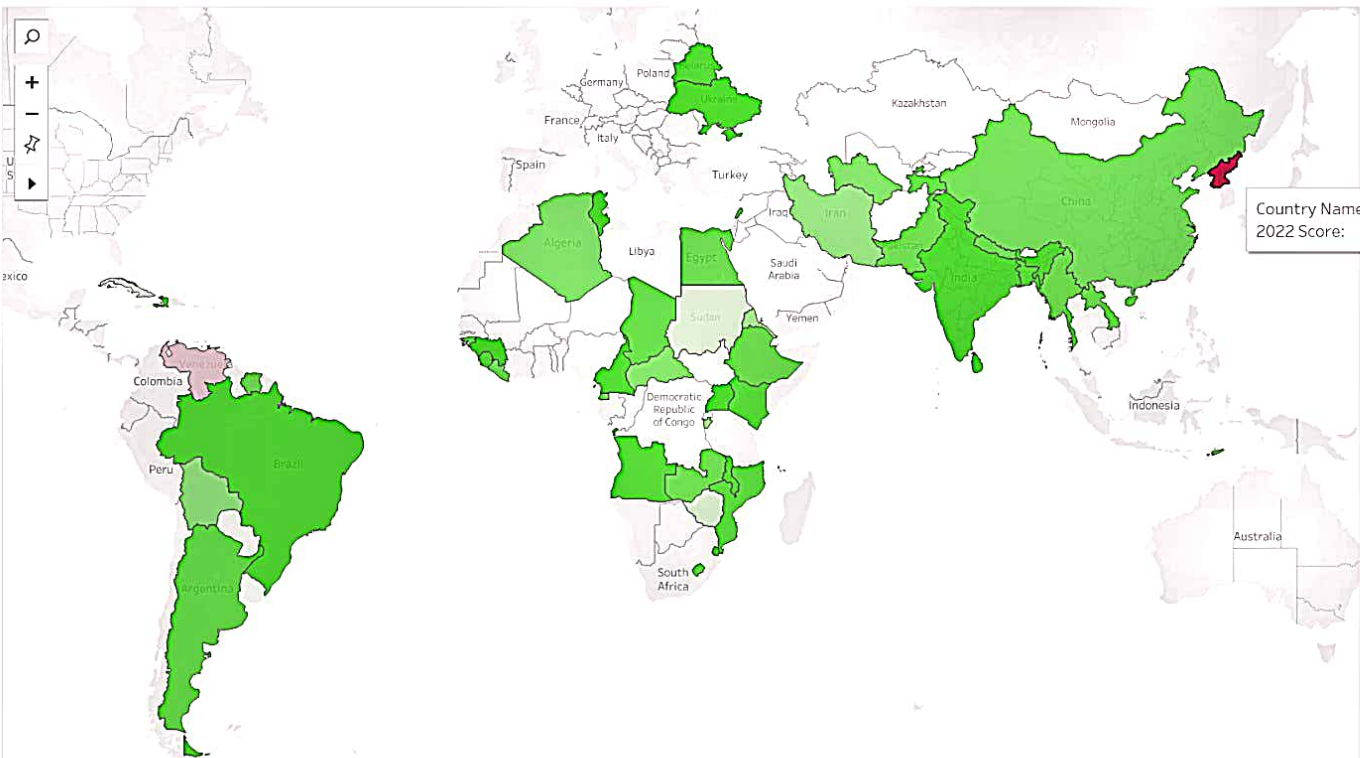 Belarus
Poland
Germany
Ukraine
Kazakhstan
France
Mongolia
Italy
U
S
Spain
Turkey
China
Country Name
2022 Score:
Iraq
Iran
Algeria
Libya
Egypt
Pakistan
Saudi
Arabia
India
exico
Sudan
Yemen
Venezuela
Colombia
Democratic
Republic
of Congo
Indonesia
Brazil
Peru
Australia
South
Africa
Argentina